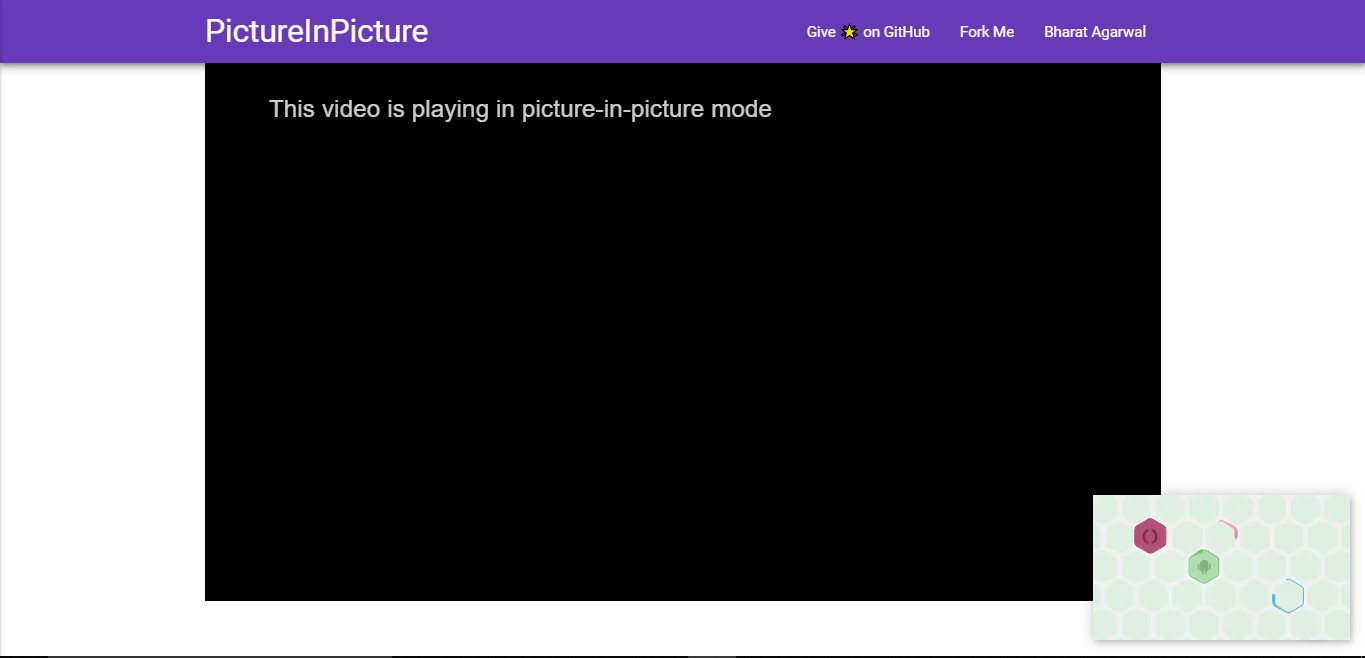 PictureInPicture
Give on GitHub Fork Me Bharat Agarwal
This video is playing in picture-in-picture mode